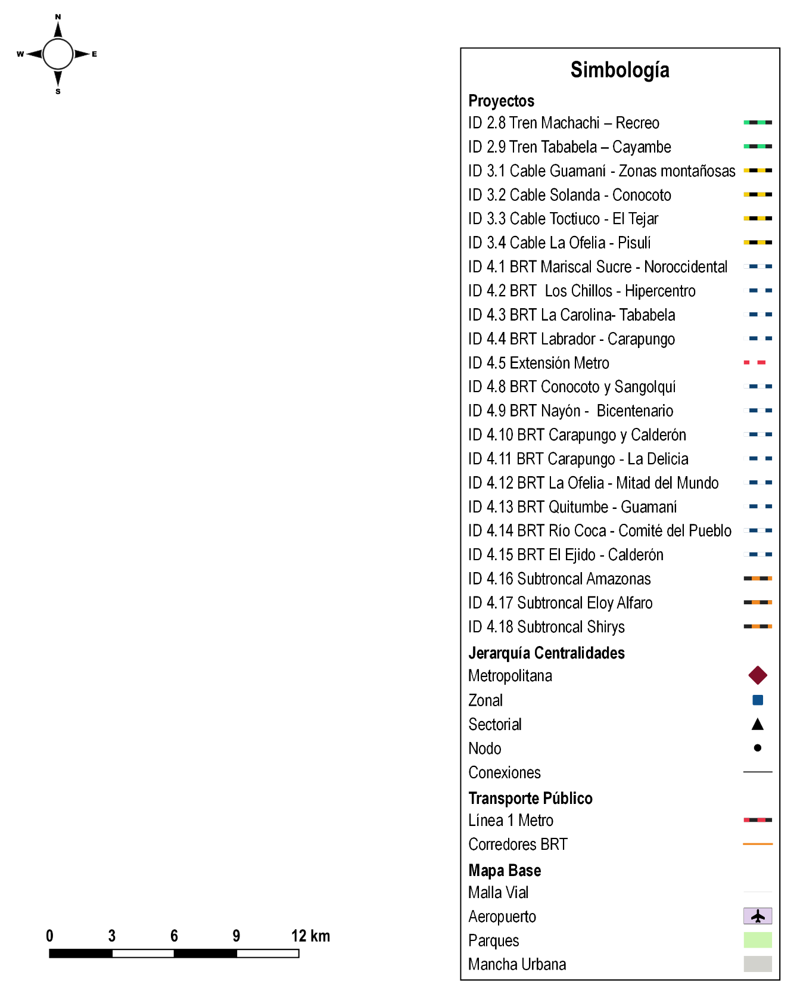 N
W E
S
Simbología
Proyectos
ID 2.8 Tren Machachi – Recreo
ID 2.9 Tren Tababela – Cayambe
ID 3.1 Cable Guamaní - Zonas montañosas
ID 3.2 Cable Solanda - Conocoto
ID 3.3 Cable Toctiuco - El Tejar
ID 3.4 Cable La Ofelia - Pisulí
ID 4.1 BRT Mariscal Sucre - Noroccidental
ID 4.2 BRT  Los Chillos - Hipercentro
ID 4.3 BRT La Carolina- Tababela
ID 4.4 BRT Labrador - Carapungo
ID 4.5 Extensión Metro
ID 4.8 BRT Conocoto y Sangolquí
ID 4.9 BRT Nayón -  Bicentenario
ID 4.10 BRT Carapungo y Calderón
ID 4.11 BRT Carapungo - La Delicia
ID 4.12 BRT La Ofelia - Mitad del Mundo
ID 4.13 BRT Quitumbe - Guamaní
ID 4.14 BRT Río Coca - Comité del Pueblo
ID 4.15 BRT El Ejido - Calderón
ID 4.16 Subtroncal Amazonas
ID 4.17 Subtroncal Eloy Alfaro
ID 4.18 Subtroncal Shirys
Jerarquía Centralidades
Metropolitana
Zonal
Sectorial
Nodo
Conexiones
Transporte Público
Línea 1 Metro
Corredores BRT
Mapa Base
Malla Vial
Aeropuerto
Parques
Mancha Urbana
0 3 6 9 12 km